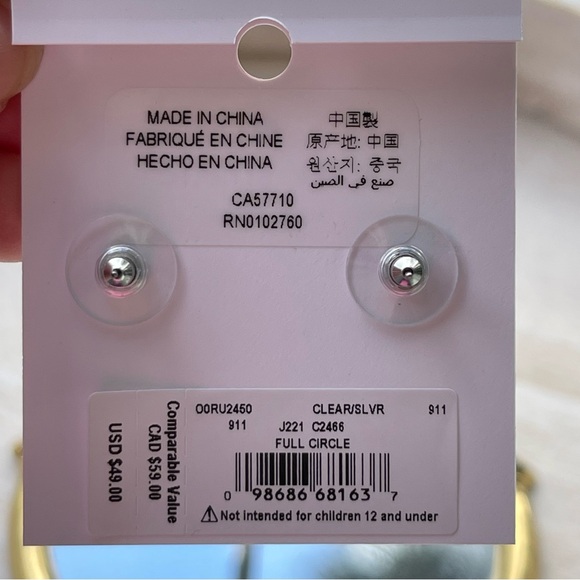 MADE IN CHINA
FABRIQUÉ EN CHINE
HECHO EN CHINA
中国製
原产地: 中国
원산지: 중국
صنع في الصين
CA57710
RN0102760
Comparable Value
CAD $59.00
USD $49.00
O0RU2450 CLEAR/SLVR 911
911 J221 C2466
FULL CIRCLE
0 98686 68163 7
⚠ Not intended for children 12 and under